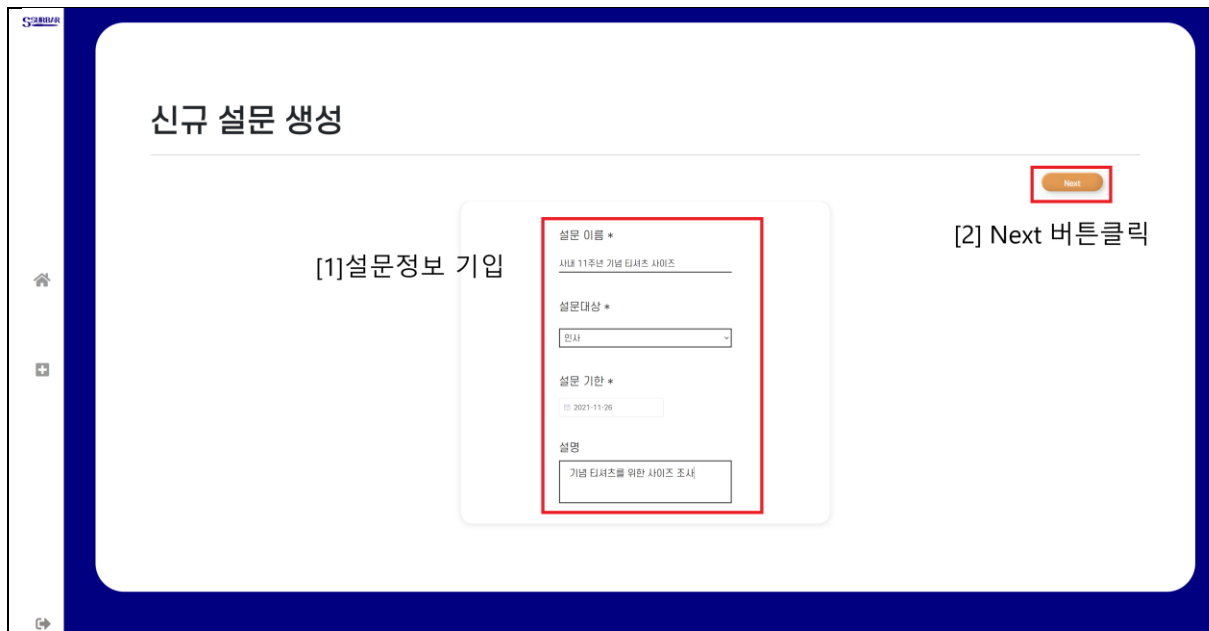 SSURBAR
신규 설문 생성
Next
[2] Next 버튼클릭
[1]설문정보 기입
설문 이름 *
사내 11주년 기념 티셔츠 사이즈
설문대상 *
인사
설문 기한 *
2021-11-26
설명
기념 티셔츠를 위한 사이즈 조사